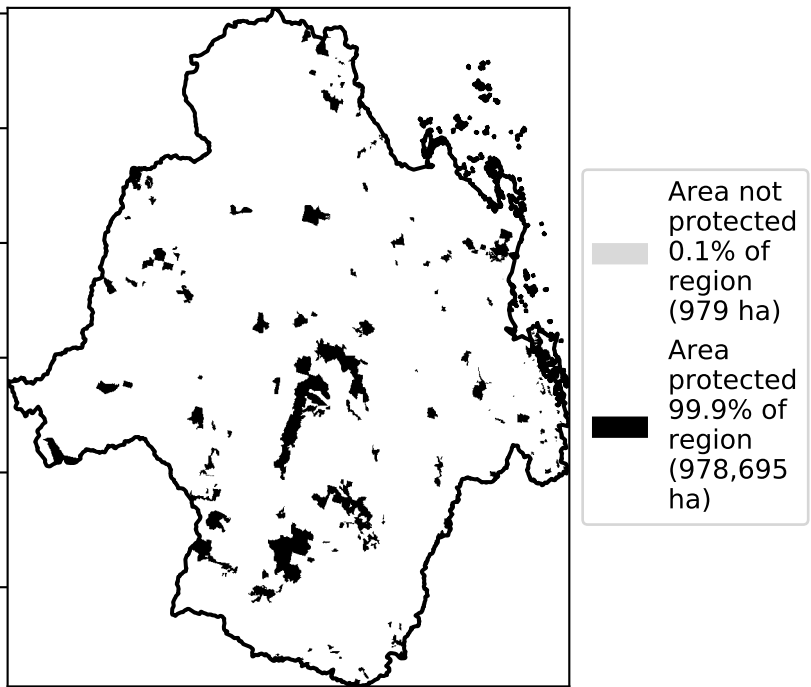 Area not
protected
0.1% of
region
(979 ha)
Area
protected
99.9% of
region
(978,695
ha)